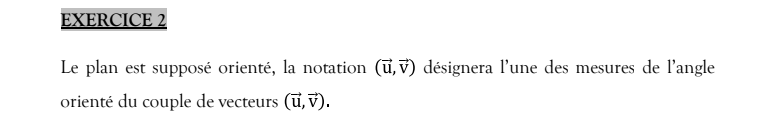 EXERCICE 2
Le plan est supposé orienté, la notation (u⃗, v⃗) désignera l’une des mesures de l’angle
orienté du couple de vecteurs (u⃗, v⃗).